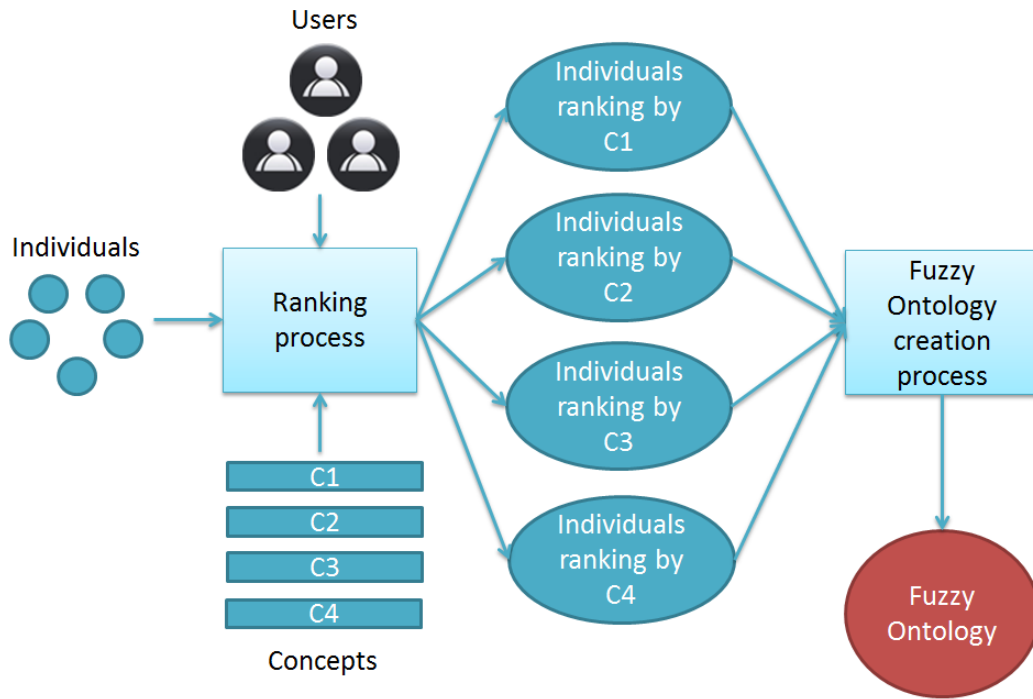 Users
Individuals
Ranking
process
C1
C2
C3
C4
Concepts
Individuals
ranking by
C1
Individuals
ranking by
C2
Individuals
ranking by
C3
Individuals
ranking by
C4
Fuzzy
Ontology
creation
process
Fuzzy
Ontology